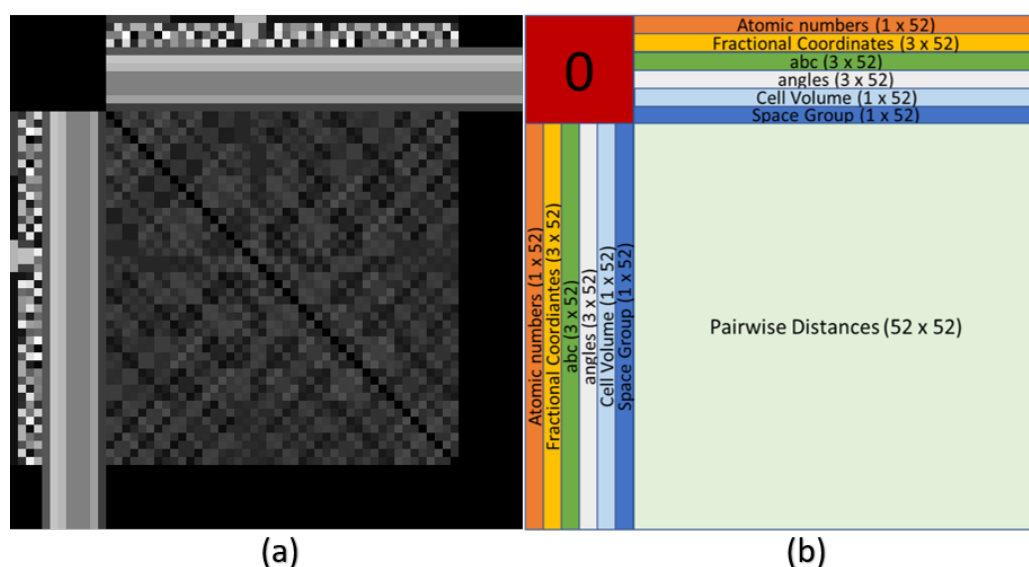 0
Atomic numbers (1 x 52)
Fractional Coordinates (3 x 52)
abc (3 x 52)
angles (3 x 52)
Cell Volume (1 x 52)
Space Group (1 x 52)
Atomic numbers (1 x 52)
Fractional Coordiantes (3 x 52)
abc (3 x 52)
angles (3 x 52)
Cell Volume (1 x 52)
Space Group (1 x 52)
Pairwise Distances (52 x 52)
(a)
(b)